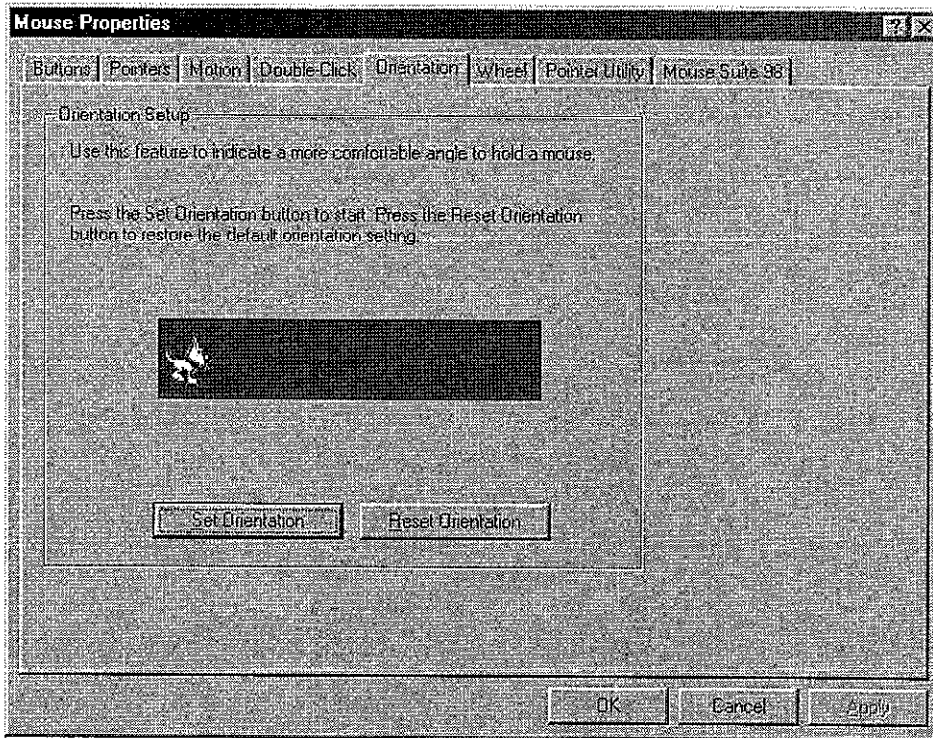 Mouse Properties
Buttons Pointers Motion Double-Click Orientation Wheel Pointer Utility Mouse Suite 98
Orientation Setup
Use this feature to indicate a more comfortable angle to hold a mouse.
Press the Set Orientation button to start. Press the Reset Orientation
button to restore the default orientation setting.
Set Orientation Reset Orientation
OK Cancel Apply